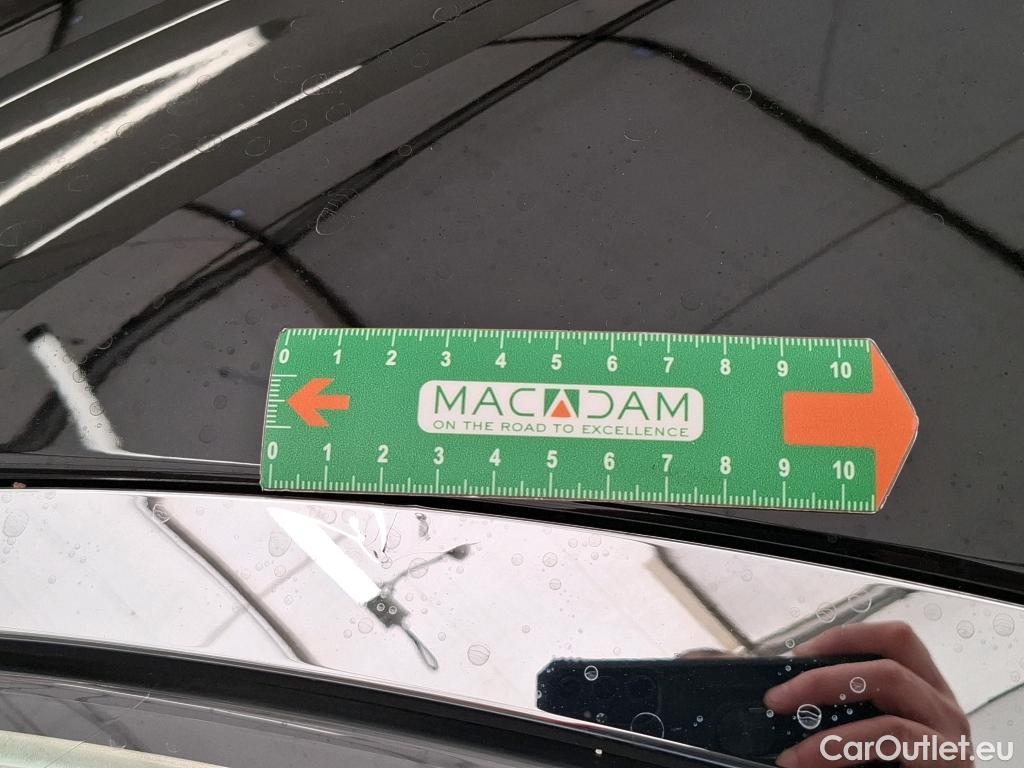 0 1 2 3 4 5 6 7 8 9 10
MACADAM
ON THE ROAD TO EXCELLENCE
0 1 2 3 4 5 6 7 8 9 10
CarOutlet.eu